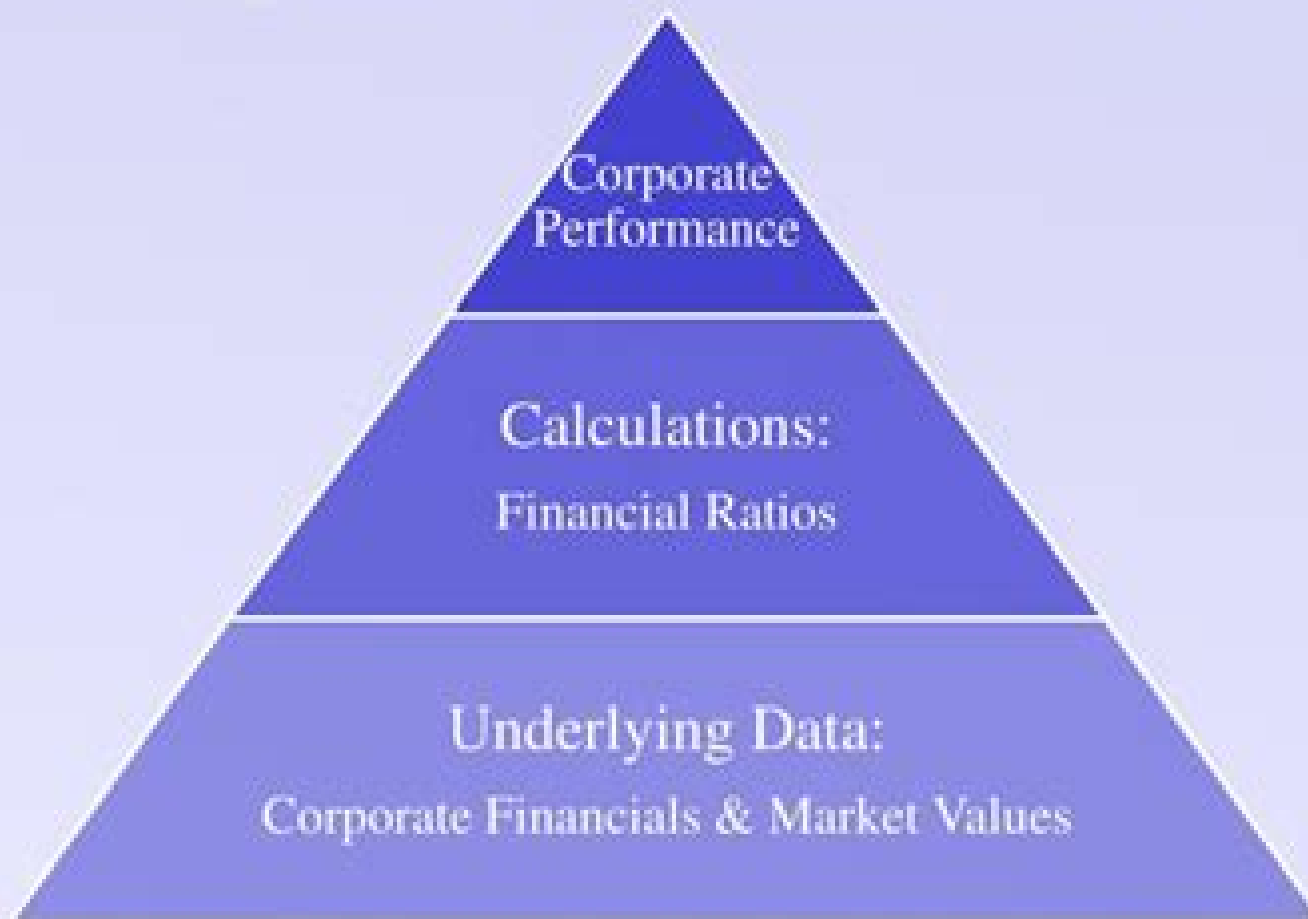 Corporate
Performance
Calculations:
Financial Ratios
Underlying Data:
Corporate Financials & Market Values